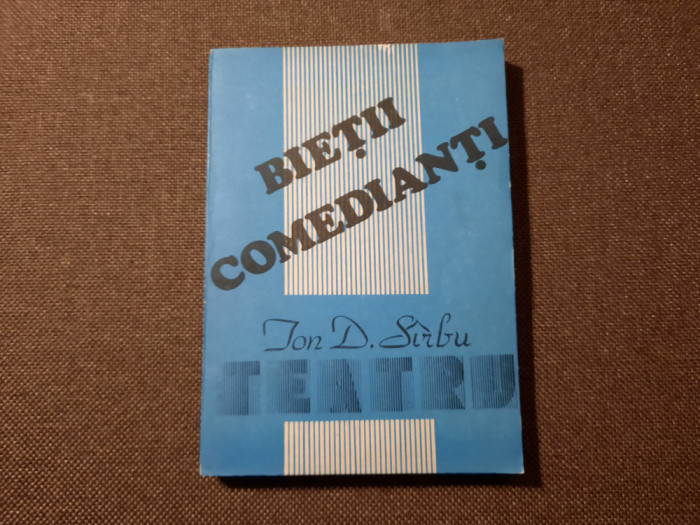 BIEȚII
COMEDIANȚI
Ion D. Sîrbu
TEATRU